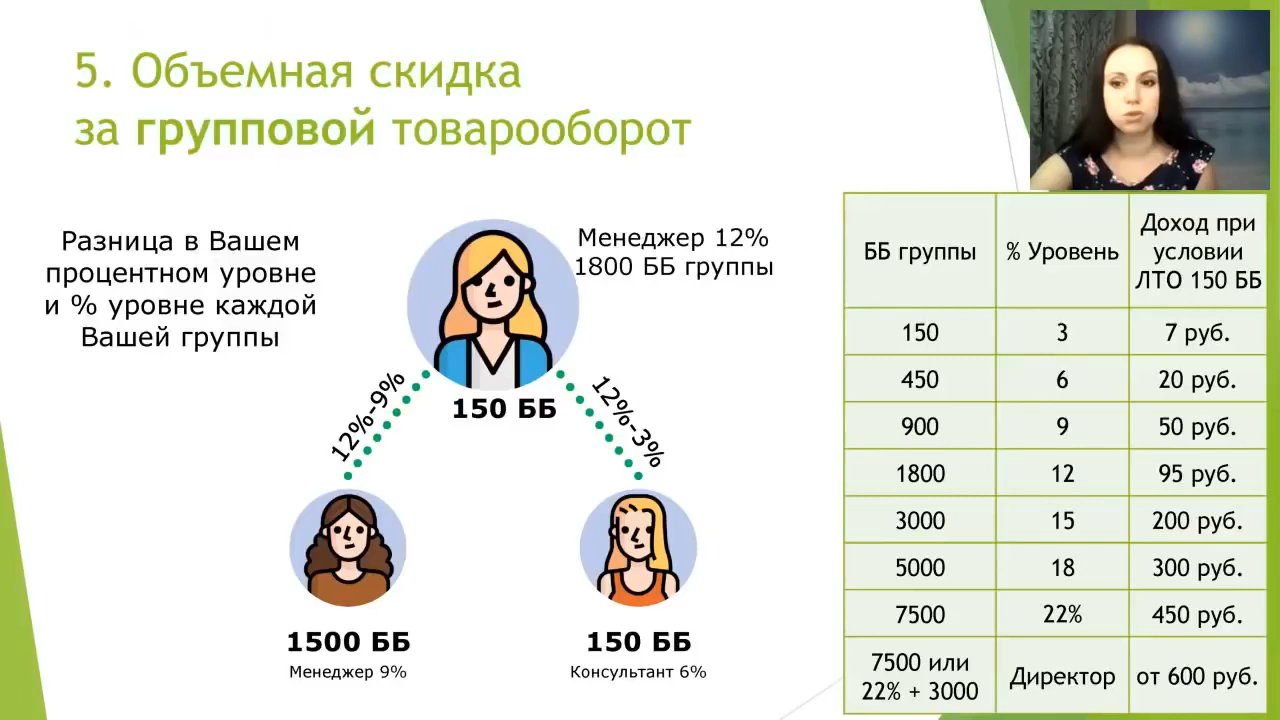 5. Объемная скидка
за групповой товарооборот
Разница в Вашем
процентном уровне
и % уровне каждой
Вашей группы
Менеджер 12%
1800 ББ группы
150 ББ
12%-9%
12%-3%
1500 ББ
Менеджер 9%
150 ББ
Консультант 6%
ББ группы % Уровень Доход при условии ЛТО 150 ББ
150 3 7 руб.
450 6 20 руб.
900 9 50 руб.
1800 12 95 руб.
3000 15 200 руб.
5000 18 300 руб.
7500 22% 450 руб.
7500 или 22% + 3000 Директор от 600 руб.